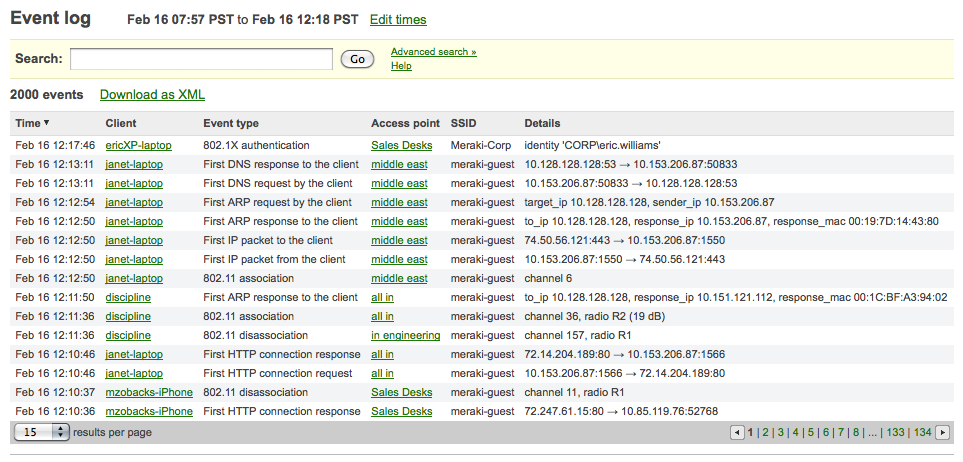 Event log Feb 16 07:57 PST to Feb 16 12:18 PST Edit times
Search: Go Advanced search »
Help
2000 events Download as XML
Time ▼ Client Event type Access point SSID Details
Feb 16 12:17:46 ericXP-laptop 802.1X authentication Sales Desks Meraki-Corp identity 'CORP\eric.williams'
Feb 16 12:13:11 janet-laptop First DNS response to the client middle east meraki-guest 10.128.128.128:53 → 10.153.206.87:50833
Feb 16 12:13:11 janet-laptop First DNS request by the client middle east meraki-guest 10.153.206.87:50833 → 10.128.128.128:53
Feb 16 12:12:54 janet-laptop First ARP request by the client middle east meraki-guest target_ip 10.128.128.128, sender_ip 10.153.206.87
Feb 16 12:12:50 janet-laptop First ARP response to the client middle east meraki-guest to_ip 10.128.128.128, response_ip 10.153.206.87, response_mac 00:19:7D:14:43:80
Feb 16 12:12:50 janet-laptop First IP packet to the client middle east meraki-guest 74.50.56.121:443 → 10.153.206.87:1550
Feb 16 12:12:50 janet-laptop First IP packet from the client middle east meraki-guest 10.153.206.87:1550 → 74.50.56.121:443
Feb 16 12:12:50 janet-laptop 802.11 association middle east meraki-guest channel 6
Feb 16 12:11:50 discipline First ARP response to the client all in meraki-guest to_ip 10.128.128.128, response_ip 10.151.121.112, response_mac 00:1C:BF:A3:94:02
Feb 16 12:11:36 discipline 802.11 association all in meraki-guest channel 36, radio R2 (19 dB)
Feb 16 12:11:36 discipline 802.11 disassociation in engineering meraki-guest channel 157, radio R1
Feb 16 12:10:46 janet-laptop First HTTP connection response all in meraki-guest 72.14.204.189:80 → 10.153.206.87:1566
Feb 16 12:10:46 janet-laptop First HTTP connection request all in meraki-guest 10.153.206.87:1566 → 72.14.204.189:80
Feb 16 12:10:37 mzobacks-iPhone 802.11 disassociation Sales Desks meraki-guest channel 11, radio R1
Feb 16 12:10:36 mzobacks-iPhone First HTTP connection response Sales Desks meraki-guest 72.247.61.15:80 → 10.85.119.76:52768
15 results per page 1 | 2 | 3 | 4 | 5 | 6 | 7 | 8 | ... | 133 | 134